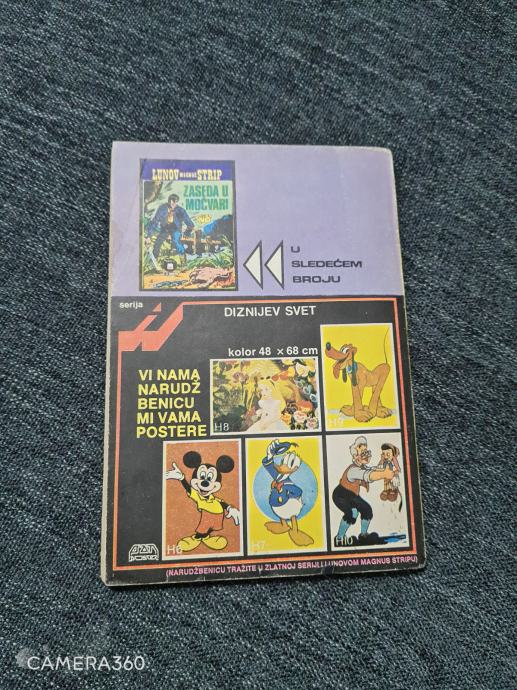 LUNOV MAGNUS STRIP
ZASEDA U
MOČVARI
U
SLEDEĆEM
BROJU
serija
DIZNIJEV SVET
kolor 48 x 68 cm
VI NAMA
NARUDŽ
BENICU
MI VAMA
POSTERE
H8
H9
H6
H7
H10
(NARUDŽBENICU TRAŽITE U ZLATNOJ SERIJI I LUNOVOM MAGNUS STRIPU)
CAMERA360